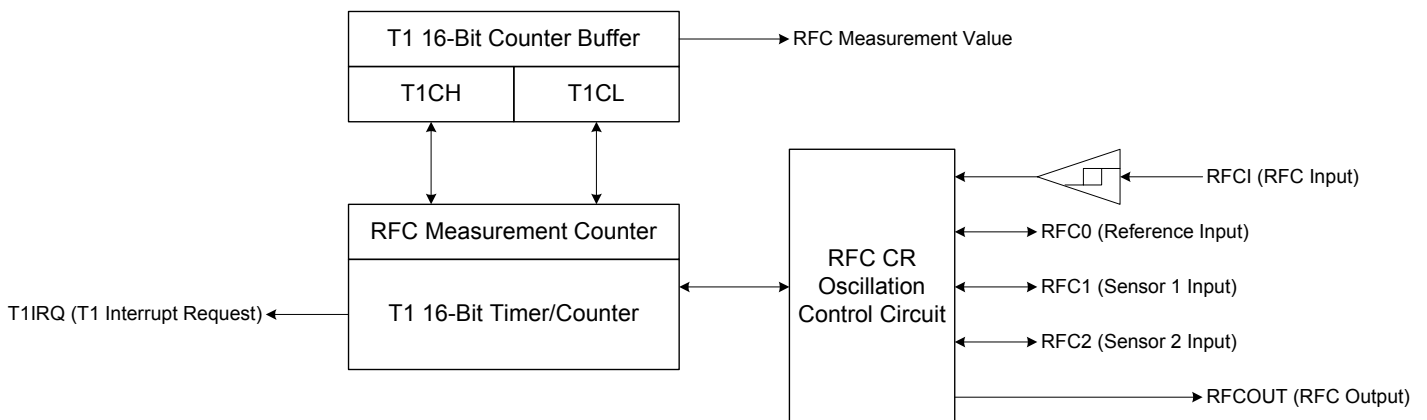 T1 16-Bit Counter Buffer
RFC Measurement Value
T1CH
T1CL
RFCI (RFC Input)
RFC Measurement Counter
RFC0 (Reference Input)
RFC CR
Oscillation
Control Circuit
RFC1 (Sensor 1 Input)
T1IRQ (T1 Interrupt Request)
T1 16-Bit Timer/Counter
RFC2 (Sensor 2 Input)
RFCOUT (RFC Output)